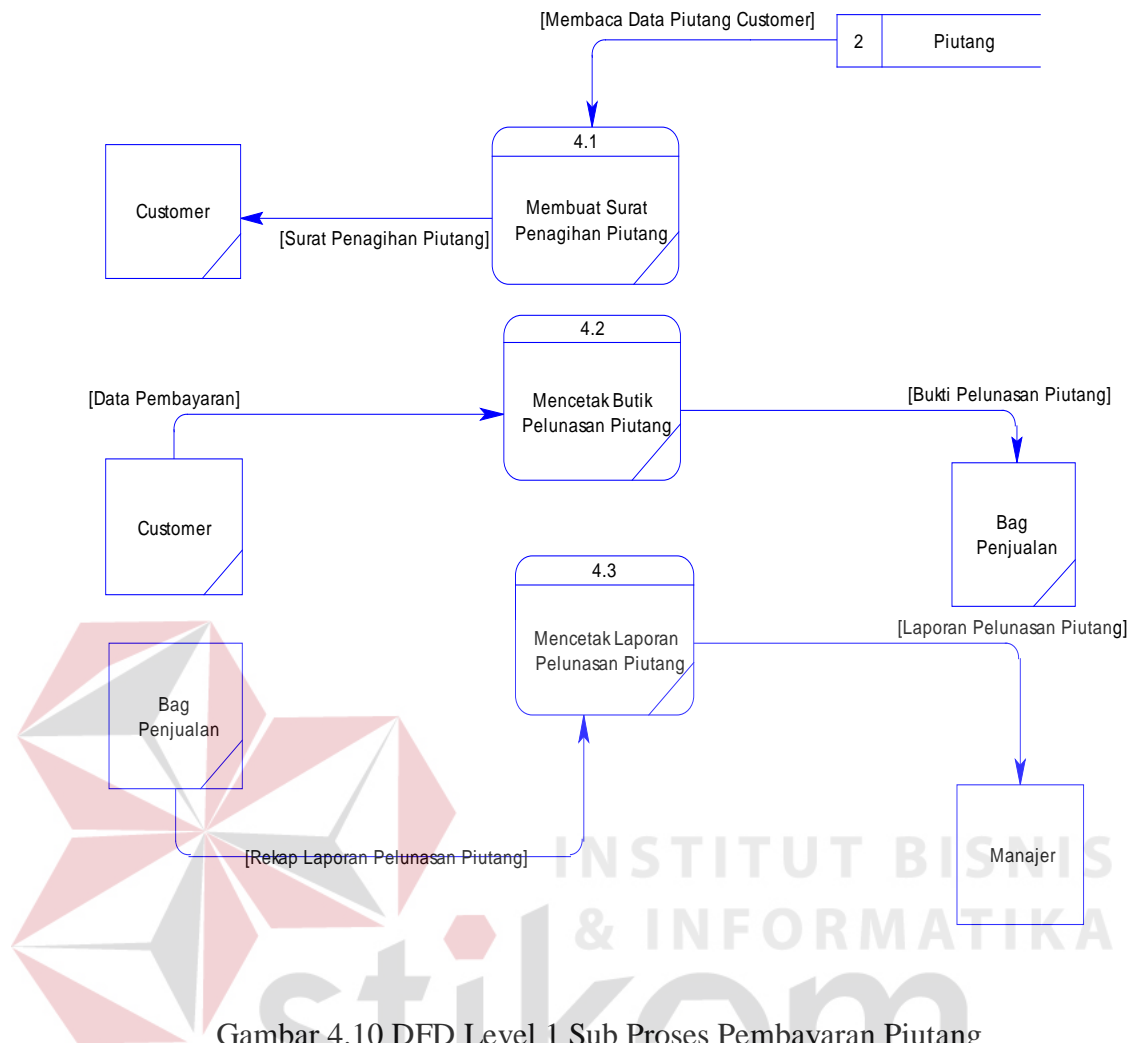 [Membaca Data Piutang Customer]
2 Piutang
4.1
Membuat Surat
Penagihan Piutang
Customer
[Surat Penagihan Piutang]
4.2
Mencetak Butik
Pelunasan Piutang
[Data Pembayaran]
[Bukti Pelunasan Piutang]
Customer
Bag
Penjualan
4.3
Mencetak Laporan
Pelunasan Piutang
[Laporan Pelunasan Piutang]
Bag
Penjualan
[Rekap Laporan Pelunasan Piutang]
Manajer
INSTITUT BISNIS
& INFORMATIKA
stikom
Gambar 4.10 DFD Level 1 Sub Proses Pembayaran Piutang